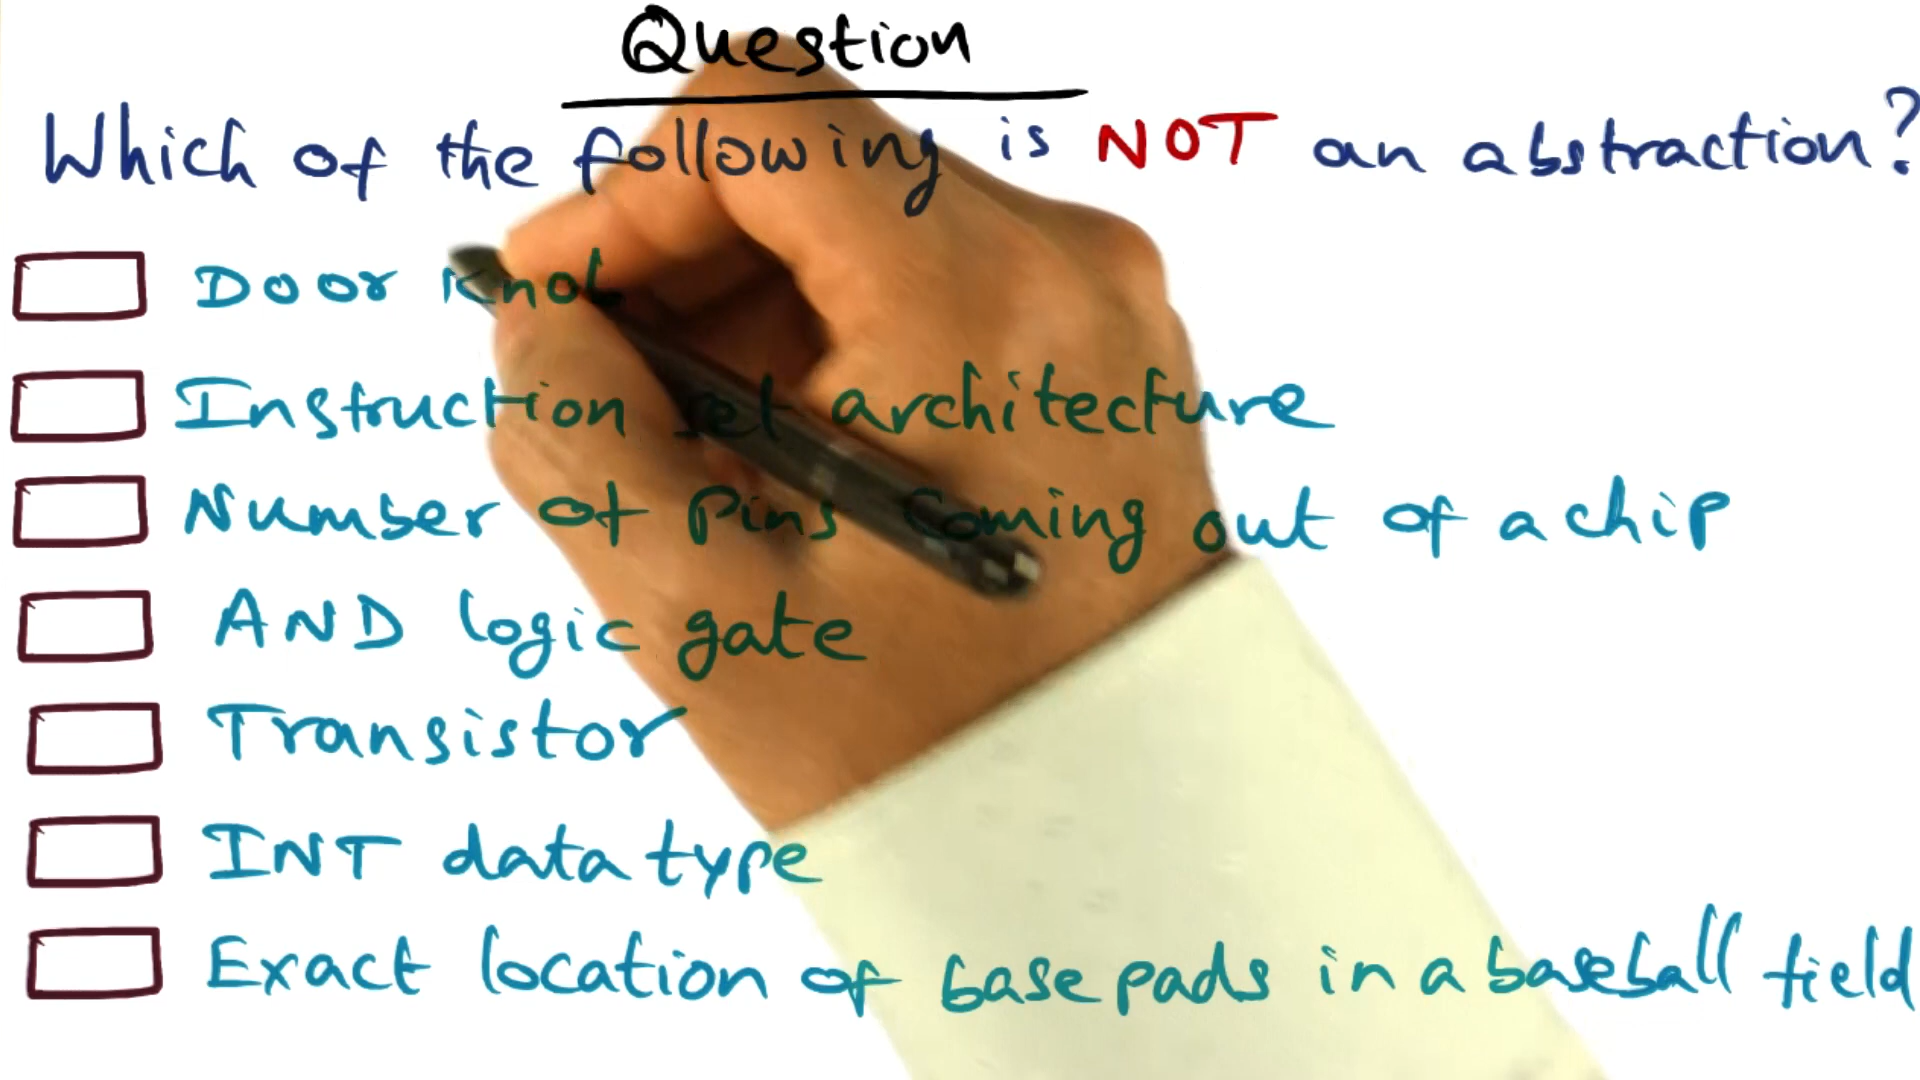 Question
Which of the following is NOT an abstraction?
Door knob
Instruction set architecture
Number of pins coming out of a chip
AND logic gate
Transistor
INT data type
Exact location of base pads in a baseball field